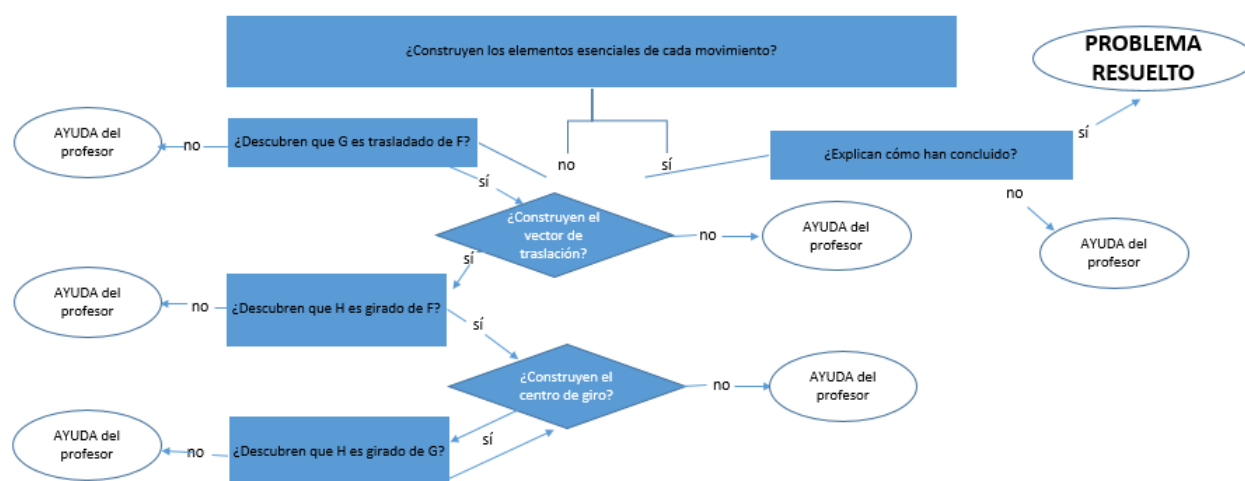 ¿Construyen los elementos esenciales de cada movimiento?
PROBLEMA
RESUELTO
AYUDA del
profesor
no
¿Descubren que G es trasladado de F?
no
sí
¿Explican cómo han concluido?
sí
sí
no
¿Construyen el
vector de
traslación?
no
AYUDA del
profesor
AYUDA del
profesor
sí
AYUDA del
profesor
no
¿Descubren que H es girado de F?
sí
¿Construyen el
centro de giro?
no
AYUDA del
profesor
AYUDA del
profesor
no
¿Descubren que H es girado de G?
sí